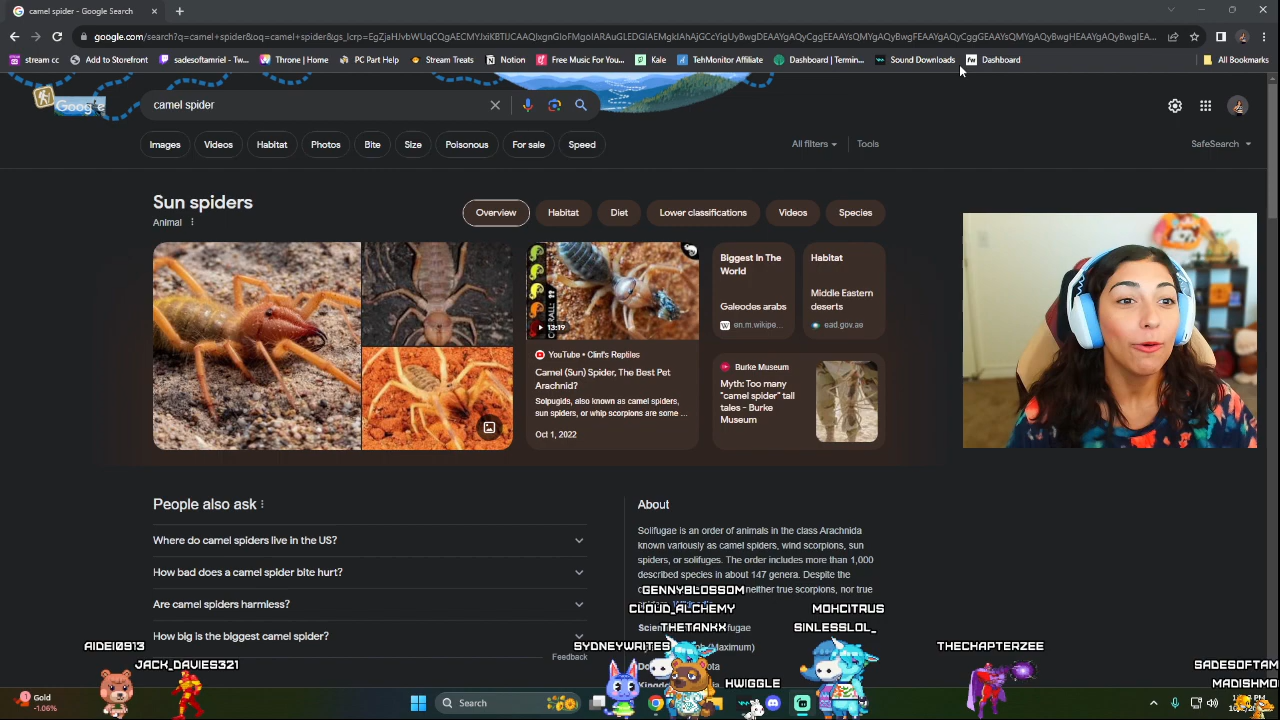 camel spider - Google Search
google.com/search?q=camel+spider&oq=camel+spider&gs_lcrp=
stream cc
Add to Storefront
sadesoftamiel - Tw...
Throne | Home
PC Part Help
Stream Treats
Notion
Free Music For You...
Kale
TehMonitor Affiliate
Dashboard | Termin...
Sound Downloads
Dashboard
All Bookmarks
Google
camel spider
Images
Videos
Habitat
Photos
Bite
Size
Poisonous
For sale
Speed
All filters
Tools
SafeSearch
Sun spiders
Animal
Overview
Habitat
Diet
Lower classifications
Videos
Species
13:19
YouTube • Clint's Reptiles
Camel (Sun) Spider, The Best Pet
Arachnid?
Solpugids, also known as camel spiders,
sun spiders, or whip scorpions are some ...
Oct 1, 2022
Biggest In The
World
Galeodes arabs
en.m.wikipe...
Habitat
Middle Eastern
deserts
ead.gov.ae
Burke Museum
Myth: Too many
"camel spider" tall
tales - Burke
Museum
People also ask
Where do camel spiders live in the US?
How bad does a camel spider bite hurt?
Are camel spiders harmless?
How big is the biggest camel spider?
Feedback
About
Solifugae is an order of animals in the class Arachnida
known variously as camel spiders, wind scorpions, sun
spiders, or solifuges. The order includes more than 1,000
described species in about 147 genera. Despite the
neither true scorpions, nor true
GENNYBLOSSOM
CLOUD_ALCHEMY
MOHCITRUS
THETANKX
SINLESSLOL_
AIDEI0913
SYDNEYWRITES
THECHAPTERZEE
JACK_DAVIES321
SADESOFTAM
HWIGGLE
MADISHMO
(Maximum)
Gold
-1.06%
Search